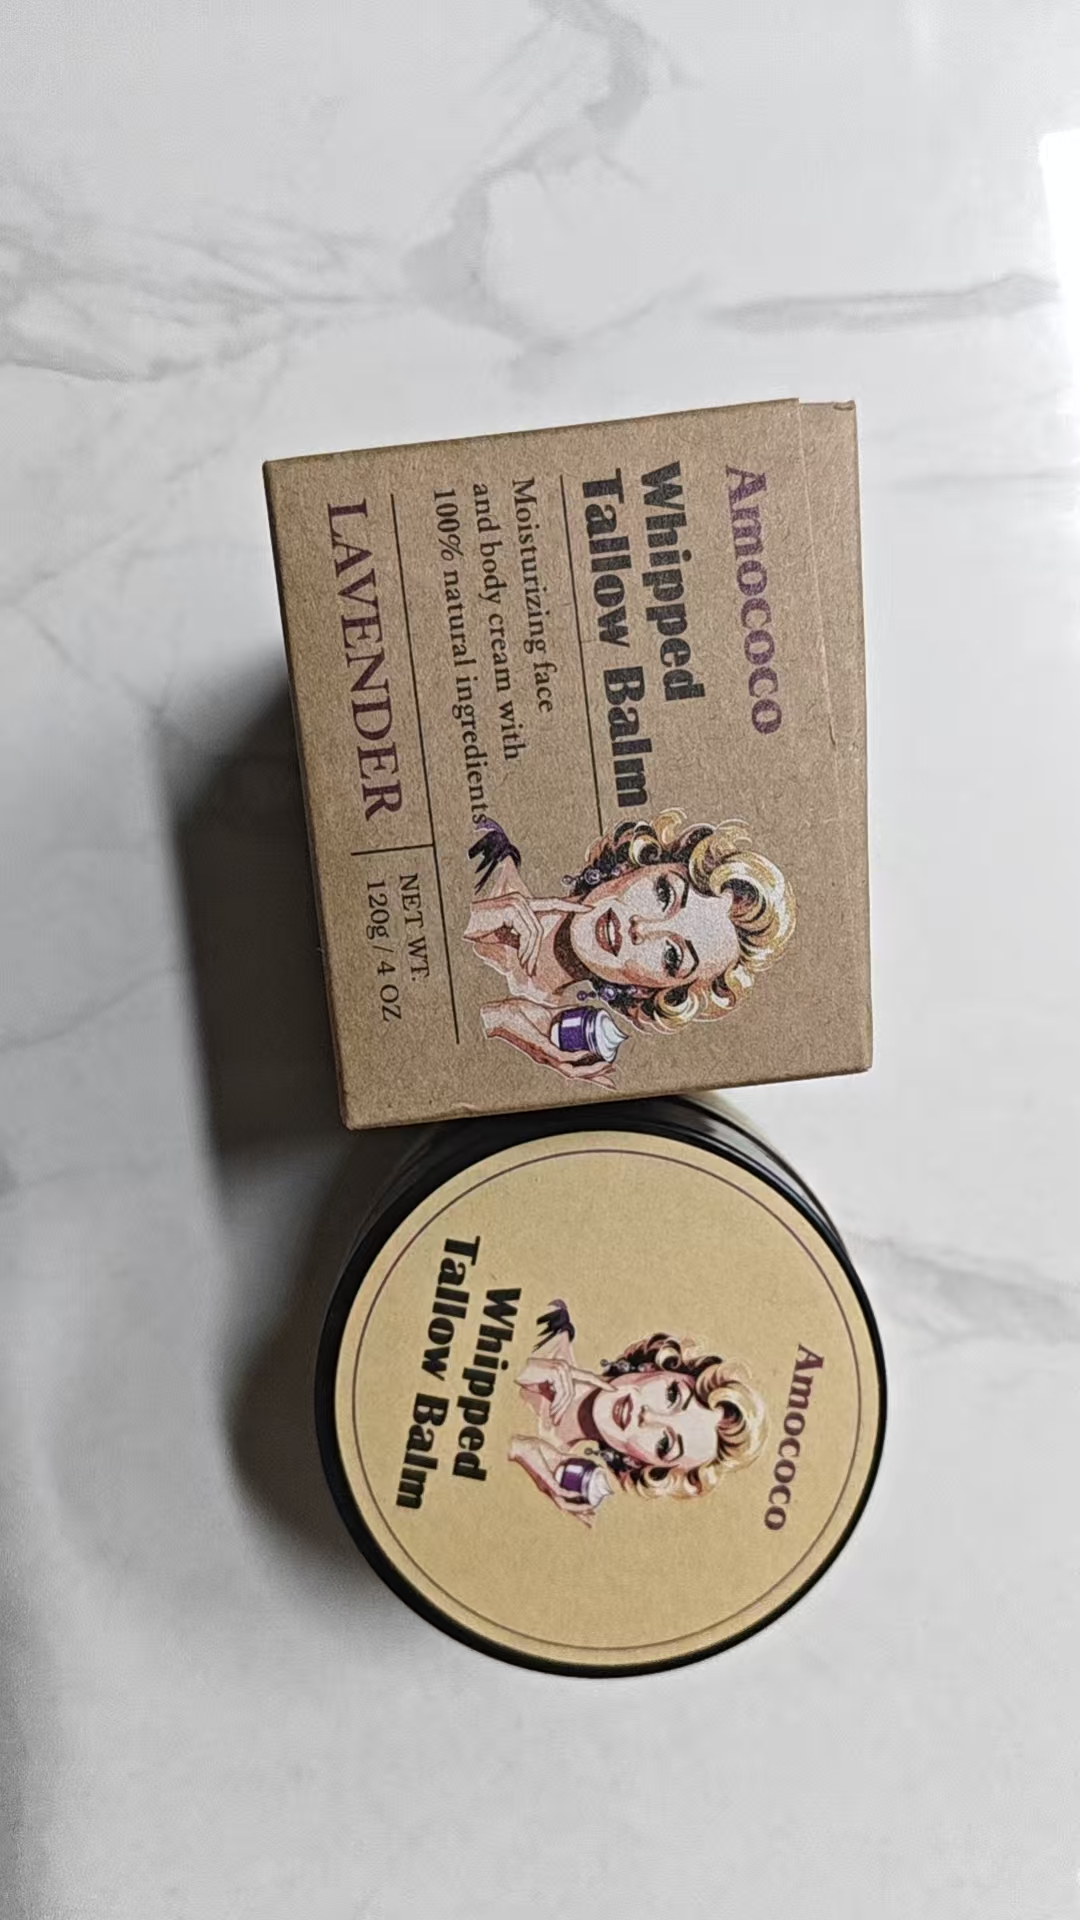 Amococo
Whipped
Tallow Balm
Moisturizing face
and body cream with
100% natural ingredients
LAVENDER
NET WT.
120g / 4 OZ
Amococo
Whipped
Tallow Balm